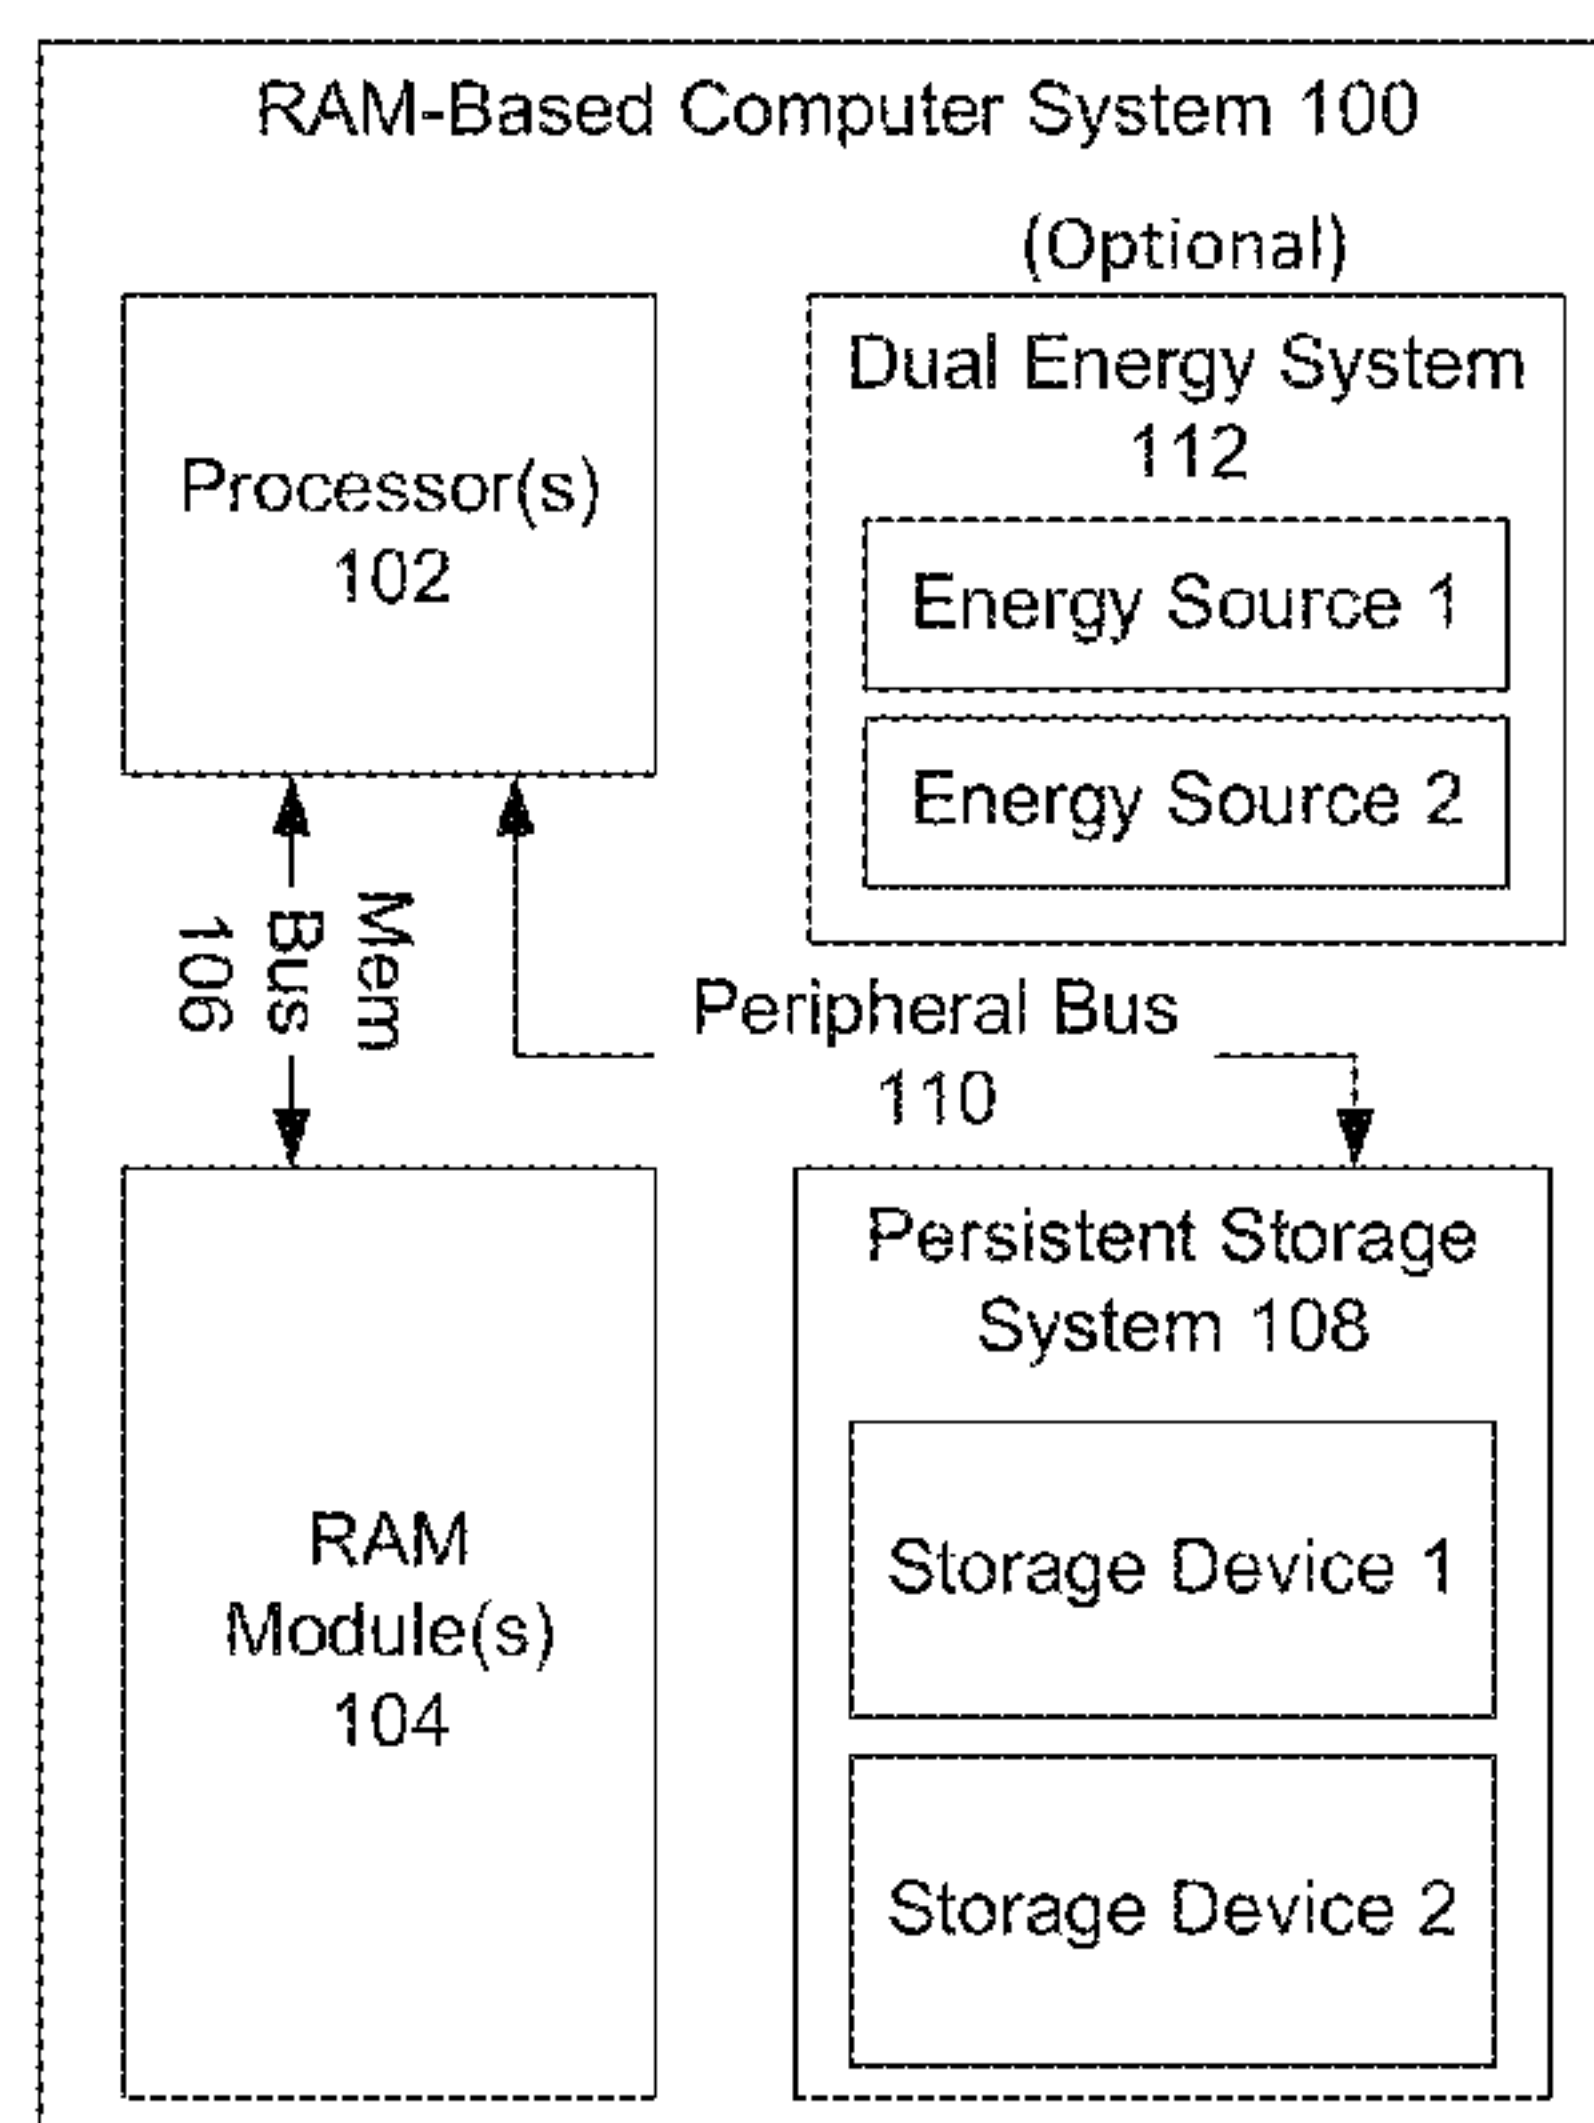 RAM-Based Computer System 100
(Optional)
Processor(s)
102
Dual Energy System
112
Energy Source 1
Energy Source 2
Mem
Bus
106
Peripheral Bus
110
RAM
Module(s)
104
Persistent Storage
System 108
Storage Device 1
Storage Device 2